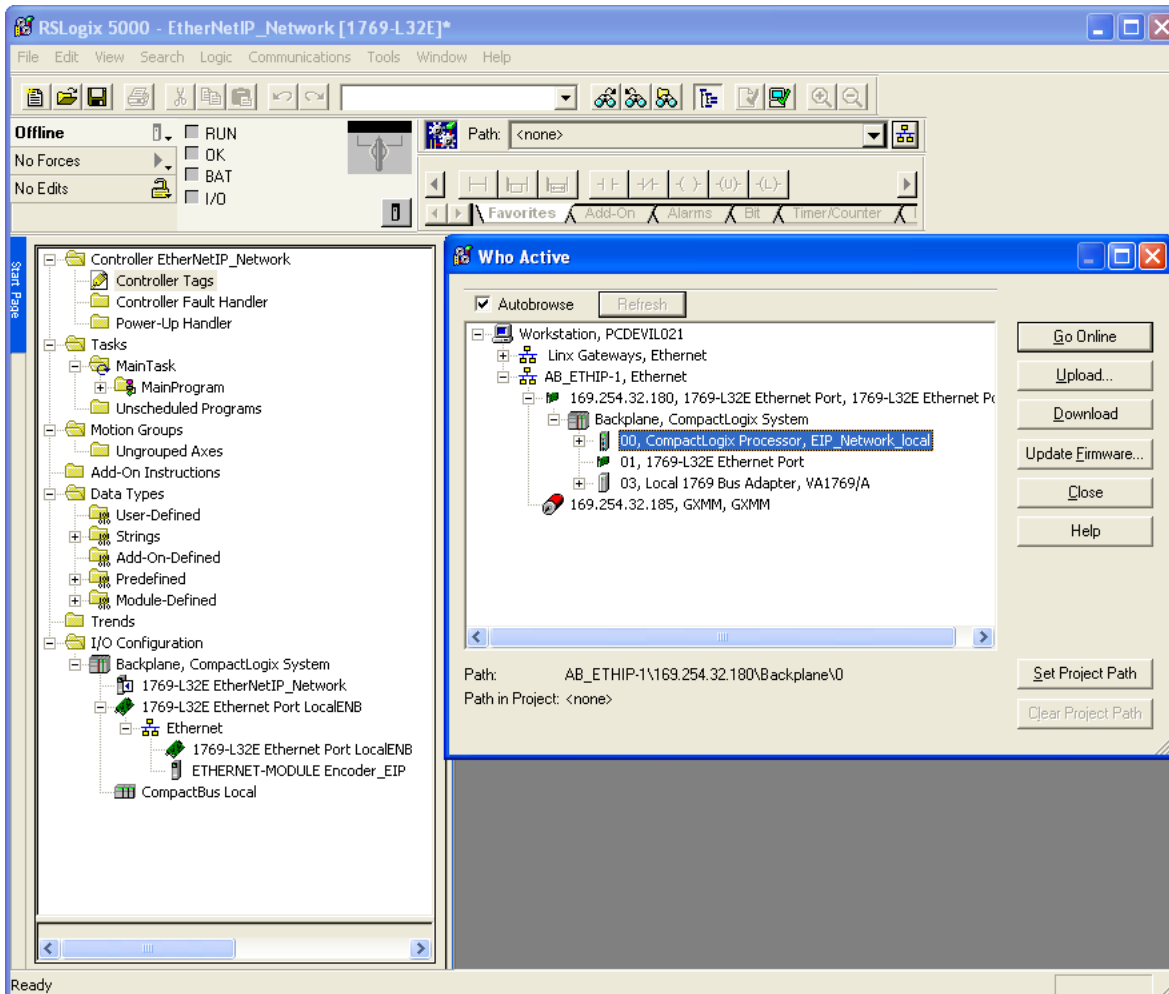 RSLogix 5000 - EtherNetIP_Network [1769-L32E]*
File Edit View Search Logic Communications Tools Window Help
Offline
RUN
No Forces
OK
No Edits
BAT
I/O
Path: <none>
Favorites Add-On Alarms Bit Timer/Counter
Start Page
Controller EtherNetIP_Network
Controller Tags
Controller Fault Handler
Power-Up Handler
Tasks
MainTask
MainProgram
Unscheduled Programs
Motion Groups
Ungrouped Axes
Add-On Instructions
Data Types
User-Defined
Strings
Add-On-Defined
Predefined
Module-Defined
Trends
I/O Configuration
Backplane, CompactLogix System
1769-L32E EtherNetIP_Network
1769-L32E Ethernet Port LocalENB
Ethernet
1769-L32E Ethernet Port LocalENB
ETHERNET-MODULE Encoder_EIP
CompactBus Local
Who Active
Autobrowse Refresh
Workstation, PCDEVIL021
Linx Gateways, Ethernet
AB_ETHIP-1, Ethernet
169.254.32.180, 1769-L32E Ethernet Port, 1769-L32E Ethernet Po
Backplane, CompactLogix System
00, CompactLogix Processor, EIP_Network_local
01, 1769-L32E Ethernet Port
03, Local 1769 Bus Adapter, VA1769/A
169.254.32.185, GXMM, GXMM
Go Online
Upload...
Download
Update Firmware...
Close
Help
Path: AB_ETHIP-1\169.254.32.180\Backplane\0
Path in Project: <none>
Set Project Path
Clear Project Path
Ready